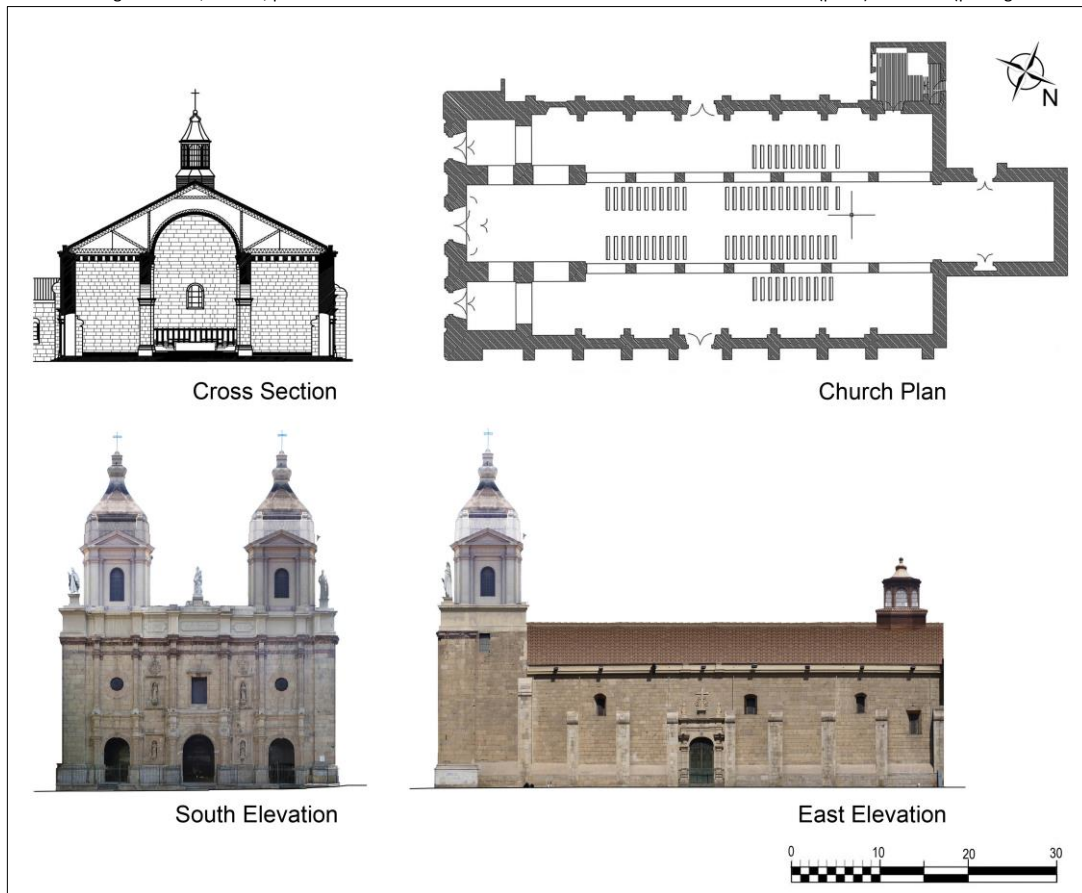 N
Cross Section
Church Plan
South Elevation
East Elevation
0 10 20 30